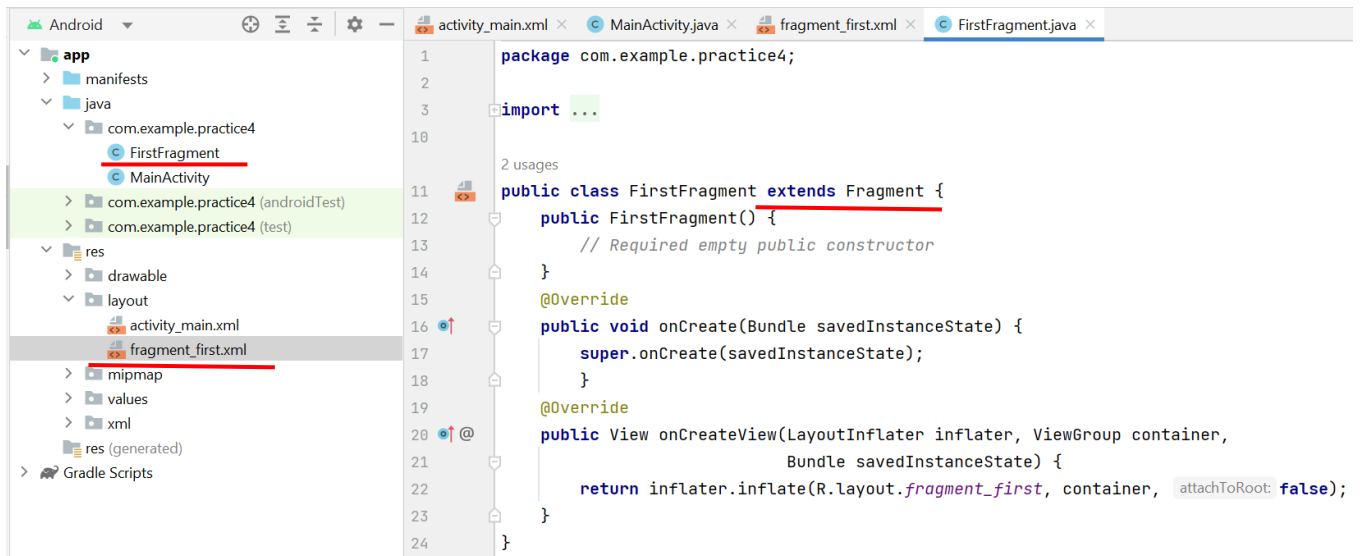 Android
app
manifests
java
com.example.practice4
FirstFragment
MainActivity
com.example.practice4 (androidTest)
com.example.practice4 (test)
res
drawable
layout
activity_main.xml
fragment_first.xml
mipmap
values
xml
res (generated)
Gradle Scripts
activity_main.xml MainActivity.java fragment_first.xml FirstFragment.java
1 package com.example.practice4;
2
3 import ...
10
2 usages
11 public class FirstFragment extends Fragment {
12 public FirstFragment() {
13 // Required empty public constructor
14 }
15 @Override
16 public void onCreate(Bundle savedInstanceState) {
17 super.onCreate(savedInstanceState);
18 }
19 @Override
20 @ public View onCreateView(LayoutInflater inflater, ViewGroup container,
21 Bundle savedInstanceState) {
22 return inflater.inflate(R.layout.fragment_first, container, attachToRoot: false);
23 }
24 }